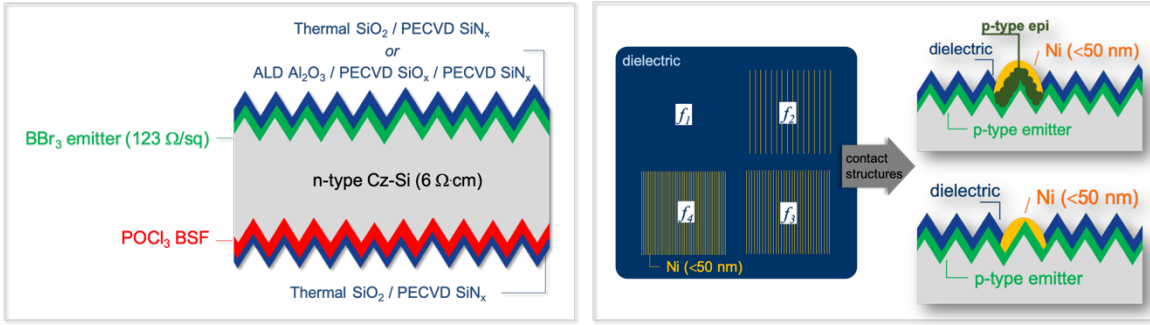 Thermal SiO₂ / PECVD SiNₓ
or
ALD Al₂O₃ / PECVD SiOₓ / PECVD SiNₓ
BBr₃ emitter (123 Ω/sq)
n-type Cz-Si (6 Ω·cm)
POCl₃ BSF
Thermal SiO₂ / PECVD SiNₓ
dielectric
f₁
f₂
f₄
f₃
Ni (<50 nm)
contact
structures
p-type epi
dielectric
Ni (<50 nm)
p-type emitter
dielectric
Ni (<50 nm)
p-type emitter